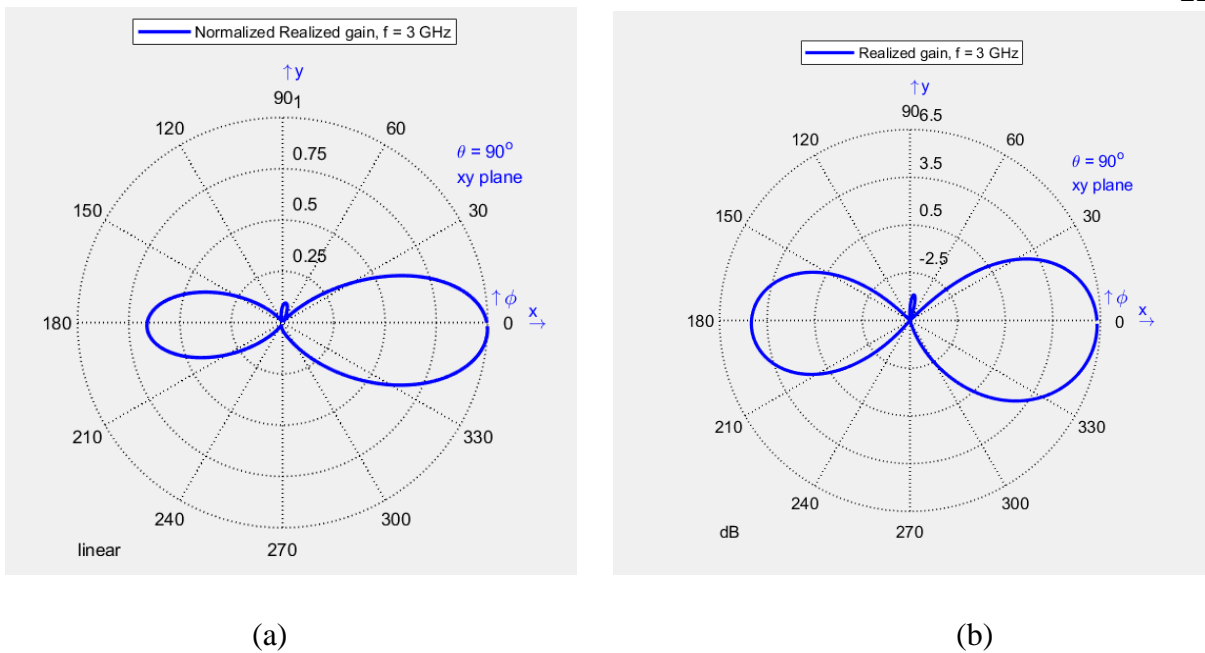 Normalized Realized gain, f = 3 GHz
↑y
90 1
120
60
θ = 90°
xy plane
0.75
150
0.5
30
0.25
↑ϕ
x
→
180
0
210
330
240
300
linear
270
(a)
Realized gain, f = 3 GHz
↑y
90 6.5
120
60
θ = 90°
xy plane
3.5
150
0.5
30
-2.5
↑ϕ
x
→
180
0
210
330
240
300
dB
270
(b)